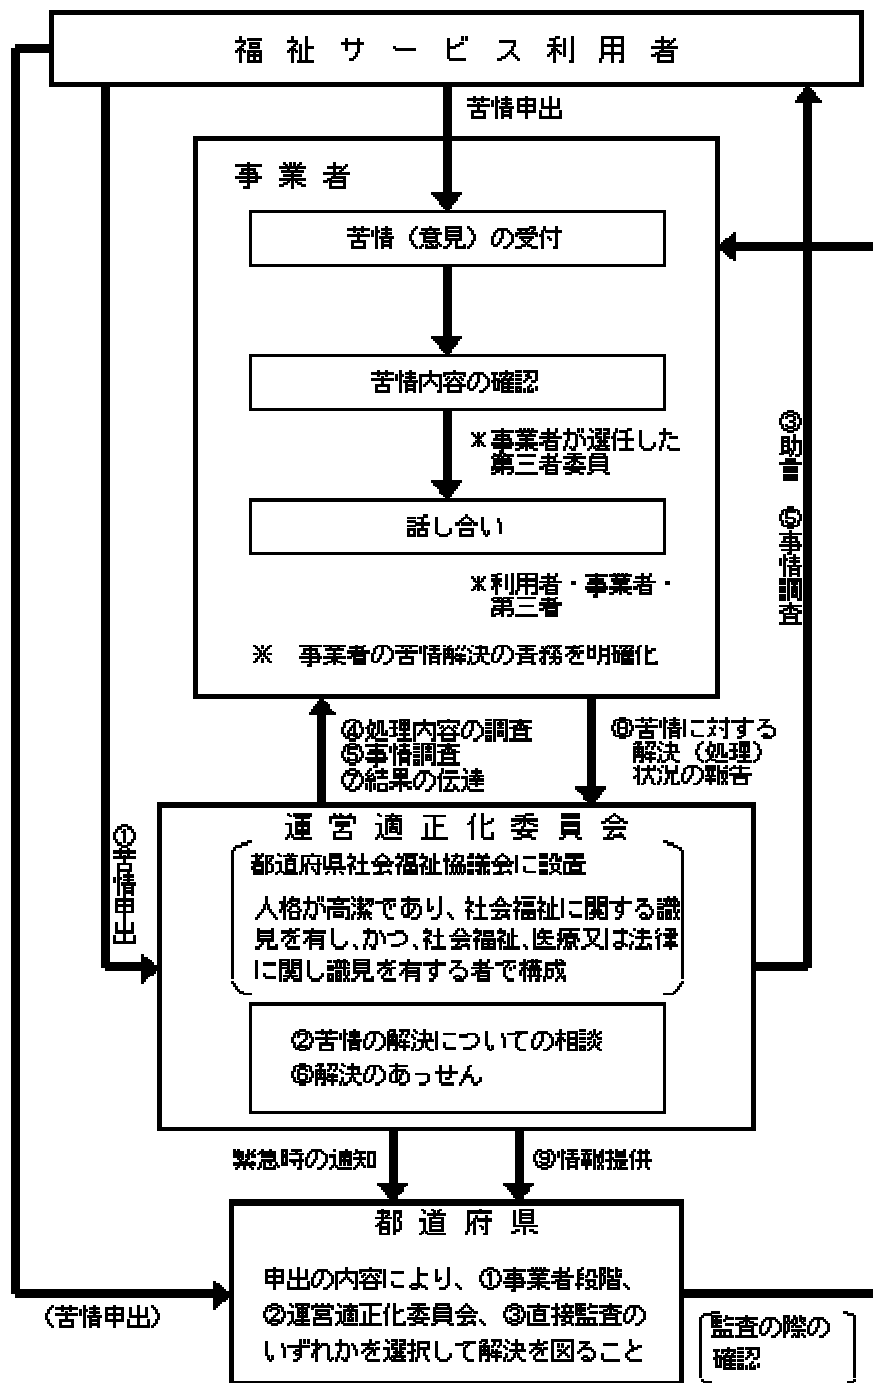 福祉サービス利用者
苦情申出
事業者
苦情（意見）の受付
苦情内容の確認
※事業者が選任した
第三者委員
話し合い
※利用者・事業者・
第三者
※　事業者の苦情解決の責務を明確化
③助言　⑤事情調査
④処理内容の調査
⑤事情調査
⑦結果の伝達
⑧苦情に対する
解決（処理）
状況の報告
①苦情申出
運営適正化委員会
都道府県社会福祉協議会に設置
人格が高潔であり、社会福祉に関する識
見を有し、かつ、社会福祉、医療又は法律
に関し識見を有する者で構成
②苦情の解決についての相談
⑥解決のあっせん
緊急時の通知
⑨情報提供
都道府県
申出の内容により、①事業者段階、
②運営適正化委員会、③直接監査の
いずれかを選択して解決を図ること
（苦情申出）
監査の際の
確認